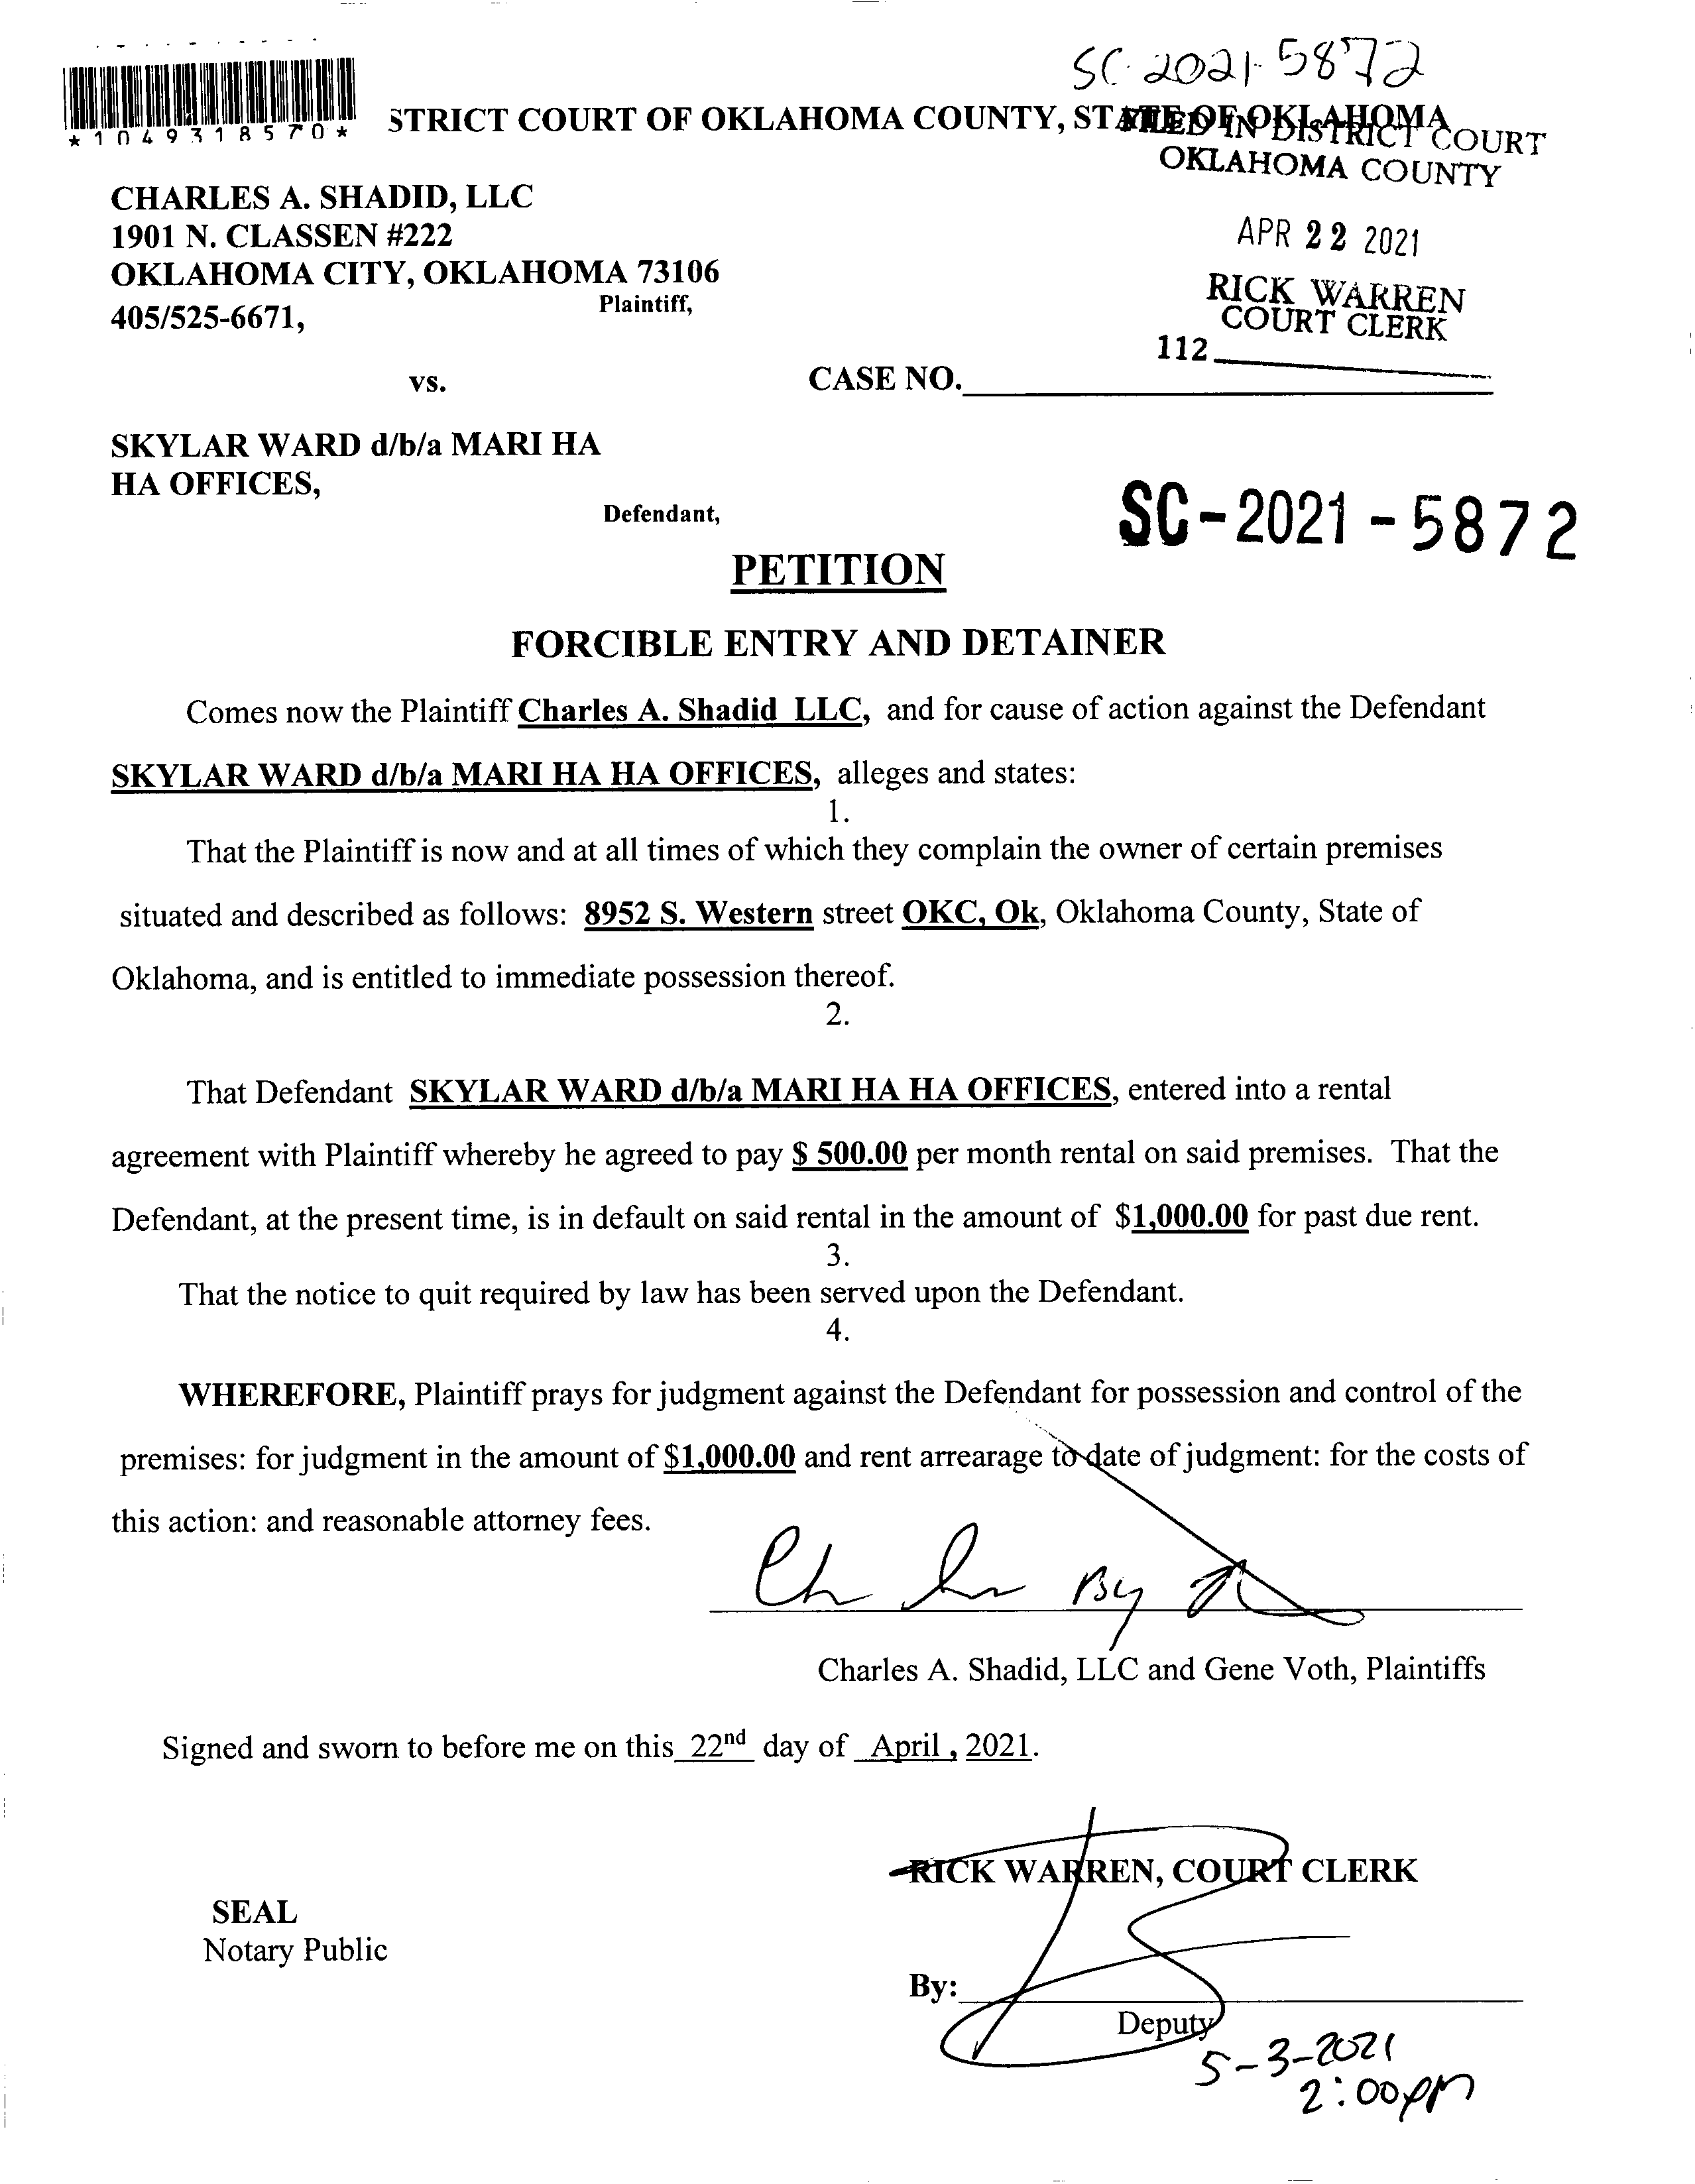 SC-2021-5872
*1049318570*
STRICT COURT OF OKLAHOMA COUNTY, STATE OF OKLAHOMA
FILED IN DISTRICT COURT
OKLAHOMA COUNTY
CHARLES A. SHADID, LLC
1901 N. CLASSEN #222
OKLAHOMA CITY, OKLAHOMA 73106
Plaintiff,
405/525-6671,
APR 22 2021
RICK WARREN
COURT CLERK
112
vs.
CASE NO.
SKYLAR WARD d/b/a MARI HA
HA OFFICES,
Defendant,
SC-2021-5872
PETITION
FORCIBLE ENTRY AND DETAINER
Comes now the Plaintiff Charles A. Shadid LLC, and for cause of action against the Defendant
SKYLAR WARD d/b/a MARI HA HA OFFICES, alleges and states:
1.
That the Plaintiff is now and at all times of which they complain the owner of certain premises
situated and described as follows: 8952 S. Western street OKC, Ok, Oklahoma County, State of
Oklahoma, and is entitled to immediate possession thereof.
2.
That Defendant SKYLAR WARD d/b/a MARI HA HA OFFICES, entered into a rental
agreement with Plaintiff whereby he agreed to pay $ 500.00 per month rental on said premises. That the
Defendant, at the present time, is in default on said rental in the amount of $1,000.00 for past due rent.
3.
That the notice to quit required by law has been served upon the Defendant.
4.
WHEREFORE, Plaintiff prays for judgment against the Defendant for possession and control of the
premises: for judgment in the amount of $1,000.00 and rent arrearage to date of judgment: for the costs of
this action: and reasonable attorney fees.
By
Charles A. Shadid, LLC and Gene Voth, Plaintiffs
Signed and sworn to before me on this 22nd day of April , 2021.
RICK WARREN, COURT CLERK
SEAL
Notary Public
By:
Deputy
5-3-2021
2:00pm